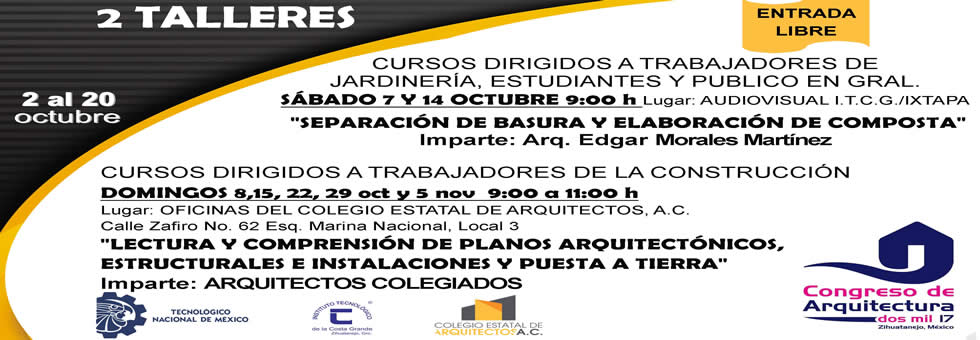 2 TALLERES
ENTRADA
LIBRE
2 al 20
octubre
CURSOS DIRIGIDOS A TRABAJADORES DE
JARDINERÍA, ESTUDIANTES Y PUBLICO EN GRAL.
SÁBADO 7 Y 14 OCTUBRE 9:00 h Lugar: AUDIOVISUAL I.T.C.G./IXTAPA
"SEPARACIÓN DE BASURA Y ELABORACIÓN DE COMPOSTA"
Imparte: Arq. Edgar Morales Martínez
CURSOS DIRIGIDOS A TRABAJADORES DE LA CONSTRUCCIÓN
DOMINGOS 8,15, 22, 29 oct y 5 nov 9:00 a 11:00 h
Lugar: OFICINAS DEL COLEGIO ESTATAL DE ARQUITECTOS, A.C.
Calle Zafiro No. 62 Esq. Marina Nacional, Local 3
"LECTURA Y COMPRENSIÓN DE PLANOS ARQUITECTÓNICOS,
ESTRUCTURALES E INSTALACIONES Y PUESTA A TIERRA"
Imparte: ARQUITECTOS COLEGIADOS
TECNOLÓGICO
NACIONAL DE MÉXICO
INSTITUTO TECNOLÓGICO
de la Costa Grande
Zihuatanejo, Gro.
COLEGIO ESTATAL DE
ARQUITECTOS A.C.
Congreso de
Arquitectura
dos mil 17
Zihuatanejo, México